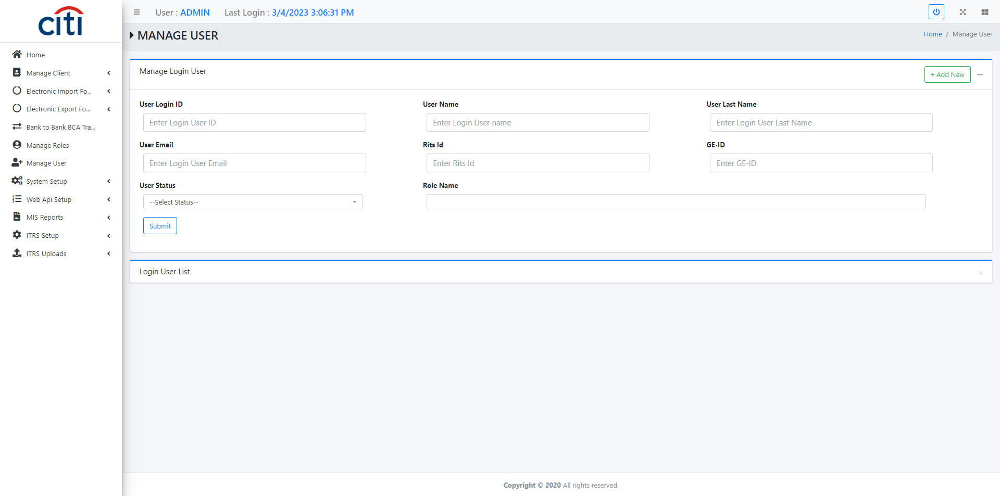 citi
User : ADMIN Last Login : 3/4/2023 3:06:31 PM
MANAGE USER
Home / Manage User
Home
Manage Client
Electronic Import Fo...
Electronic Export Fo...
Bank to Bank BCA Tra...
Manage Roles
Manage User
System Setup
Web Api Setup
MIS Reports
ITRS Setup
ITRS Uploads
Manage Login User
+ Add New
User Login ID
Enter Login User ID
User Name
Enter Login User name
User Last Name
Enter Login User Last Name
User Email
Enter Login User Email
Rits Id
Enter Rits Id
GE-ID
Enter GE-ID
User Status
--Select Status--
Role Name
Submit
Login User List
+
Copyright © 2020 All rights reserved.